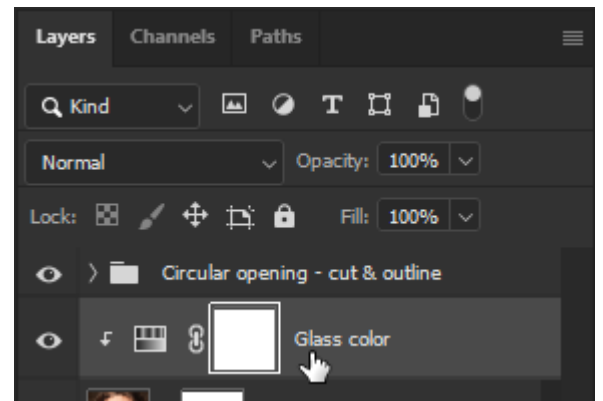 Layers Channels Paths
Kind T
Normal Opacity: 100%
Lock: Fill: 100%
Circular opening - cut & outline
Glass color